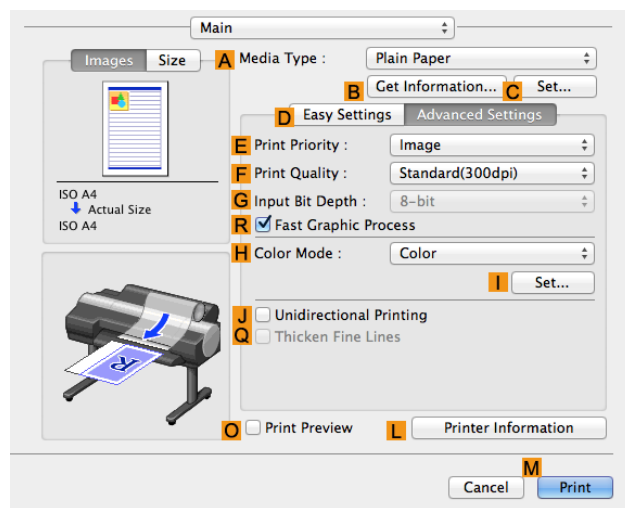 Main
Images Size
A Media Type : Plain Paper
B Get Information... C Set...
D Easy Settings Advanced Settings
E Print Priority : Image
F Print Quality : Standard(300dpi)
G Input Bit Depth : 8-bit
R Fast Graphic Process
H Color Mode : Color
I Set...
J Unidirectional Printing
Q Thicken Fine Lines
ISO A4
Actual Size
ISO A4
R
O Print Preview L Printer Information
M
Cancel Print